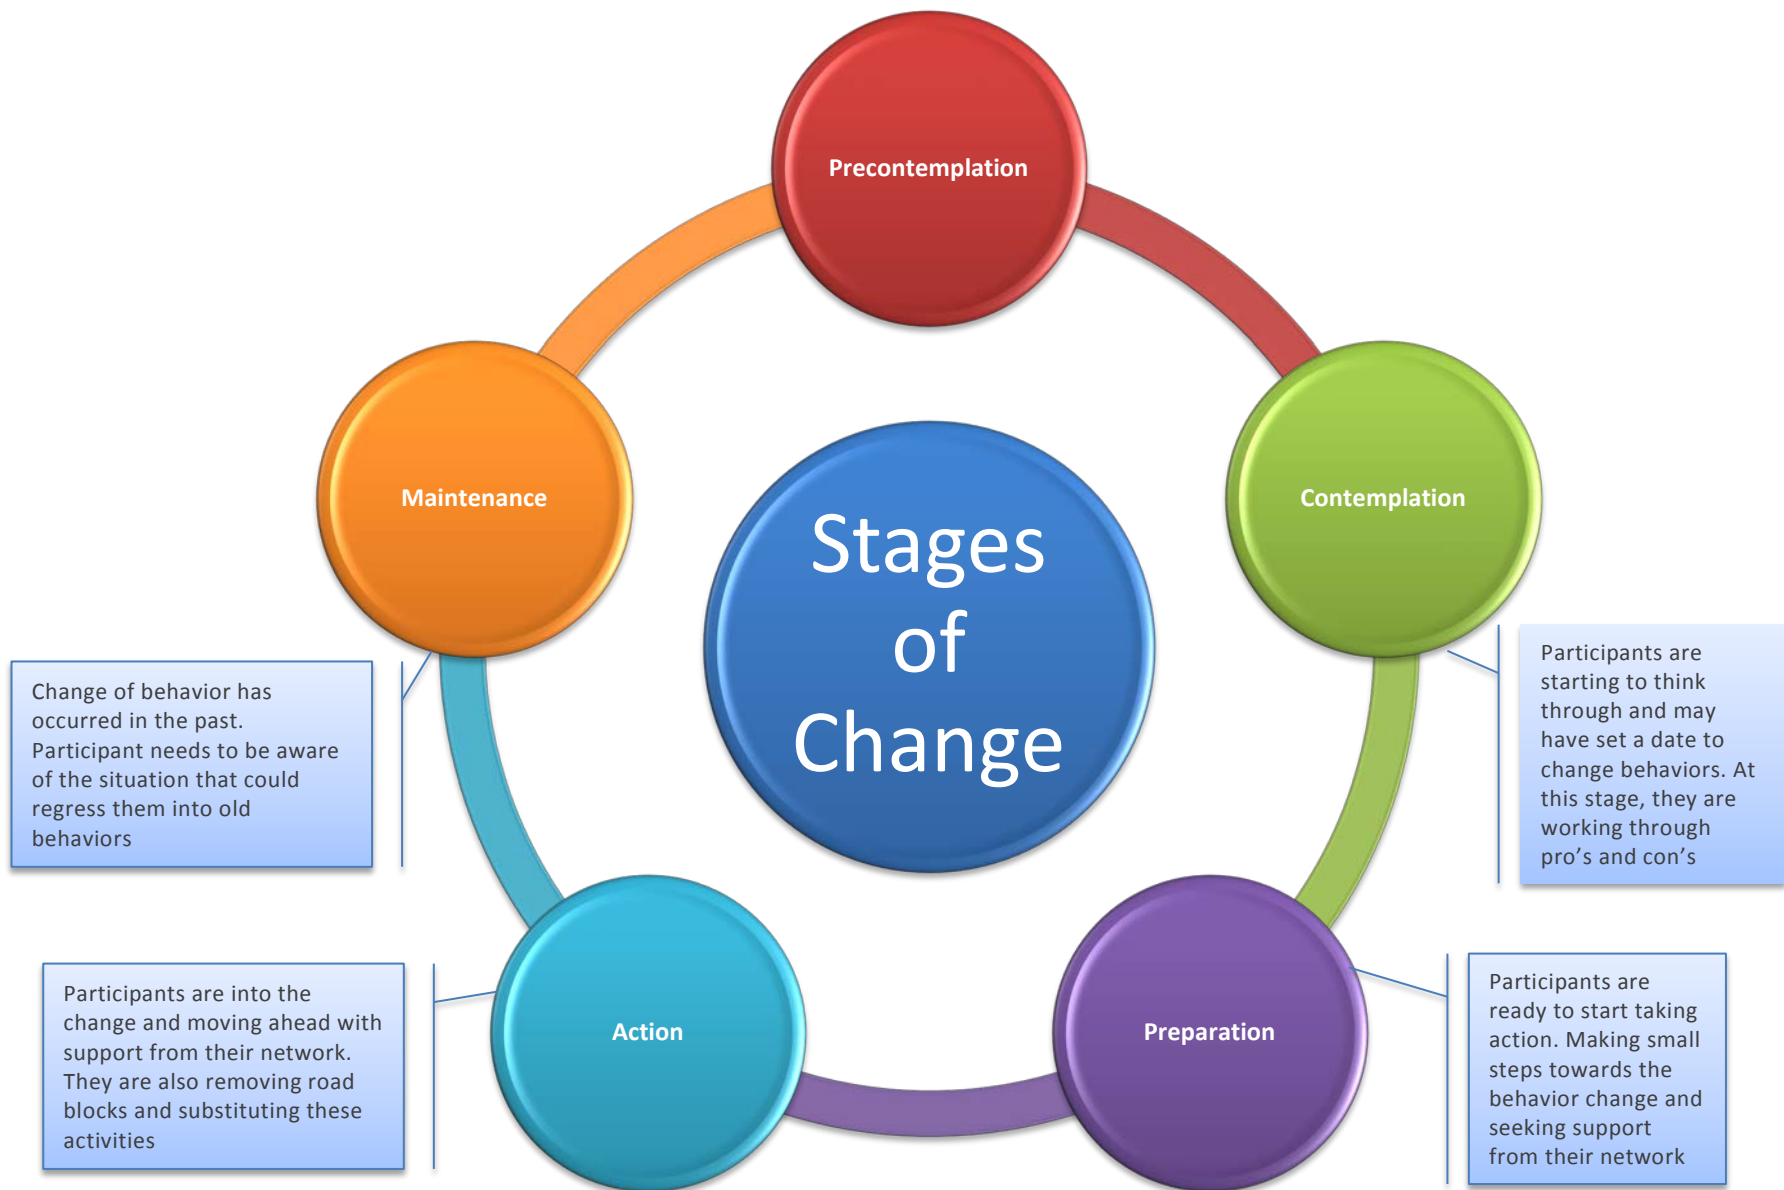 Precontemplation
Maintenance
Contemplation
Stages
of
Change
Change of behavior has
occurred in the past.
Participant needs to be aware
of the situation that could
regress them into old
behaviors
Participants are
starting to think
through and may
have set a date to
change behaviors. At
this stage, they are
working through
pro’s and con’s
Action
Preparation
Participants are into the
change and moving ahead with
support from their network.
They are also removing road
blocks and substituting these
activities
Participants are
ready to start taking
action. Making small
steps towards the
behavior change and
seeking support
from their network